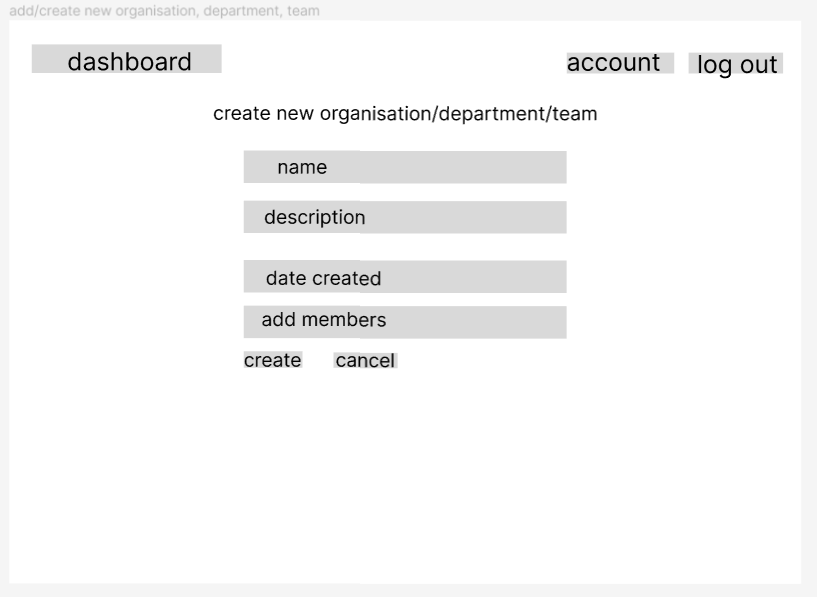 add/create new organisation, department, team
dashboard
account
log out
create new organisation/department/team
name
description
date created
add members
create
cancel